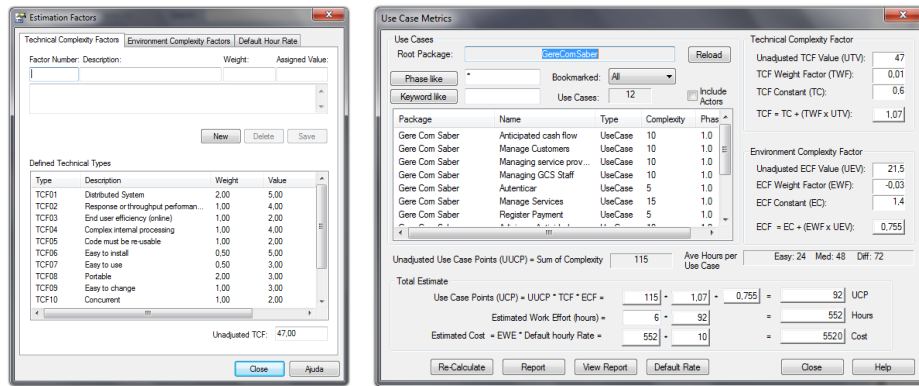 Estimation Factors
Technical Complexity Factors Environment Complexity Factors Default Hour Rate
Factor Number: Description: Weight: Assigned Value:
New Delete Save
Defined Technical Types
Type Description Weight Value
TCF01 Distributed System 2,00 5,00
TCF02 Response or throughput performan... 1,00 4,00
TCF03 End user efficiency (online) 1,00 2,00
TCF04 Complex internal processing 1,00 4,00
TCF05 Code must be re-usable 1,00 2,00
TCF06 Easy to install 0,50 5,00
TCF07 Easy to use 0,50 3,00
TCF08 Portable 2,00 3,00
TCF09 Easy to change 1,00 3,00
TCF10 Concurrent 1,00 2,00
Unadjusted TCF: 47,00
Close Ajuda
Use Case Metrics
Use Cases
Root Package: GereComSaber Reload
Phase like * Bookmarked: All
Keyword like Use Cases: 12 Include Actors
Package Name Type Complexity Phas
Gere Com Saber Anticipated cash flow UseCase 10 1.0
Gere Com Saber Manage Customers UseCase 10 1.0
Gere Com Saber Managing service prov... UseCase 10 1.0
Gere Com Saber Managing GCS Staff UseCase 10 1.0
Gere Com Saber Autenticar UseCase 5 1.0
Gere Com Saber Manage Services UseCase 15 1.0
Gere Com Saber Register Payment UseCase 5 1.0
Technical Complexity Factor
Unadjusted TCF Value (UTV): 47
TCF Weight Factor (TWF): 0,01
TCF Constant (TC): 0,6
TCF = TC + (TWF x UTV): 1,07
Environment Complexity Factor
Unadjusted ECF Value (UEV): 21,5
ECF Weight Factor (EWF): -0,03
ECF Constant (EC): 1,4
ECF = EC + (EWF x UEV): 0,755
Unadjusted Use Case Points (UUCP) = Sum of Complexity 115 Ave Hours per Use Case Easy: 24 Med: 48 Diff: 72
Total Estimate
Use Case Points (UCP) = UUCP * TCF * ECF = 115 * 1,07 * 0,755 = 92 UCP
Estimated Work Effort (hours) = 6 * 92 = 552 Hours
Estimated Cost = EWE * Default hourly Rate = 552 * 10 = 5520 Cost
Re-Calculate Report View Report Default Rate Close Help